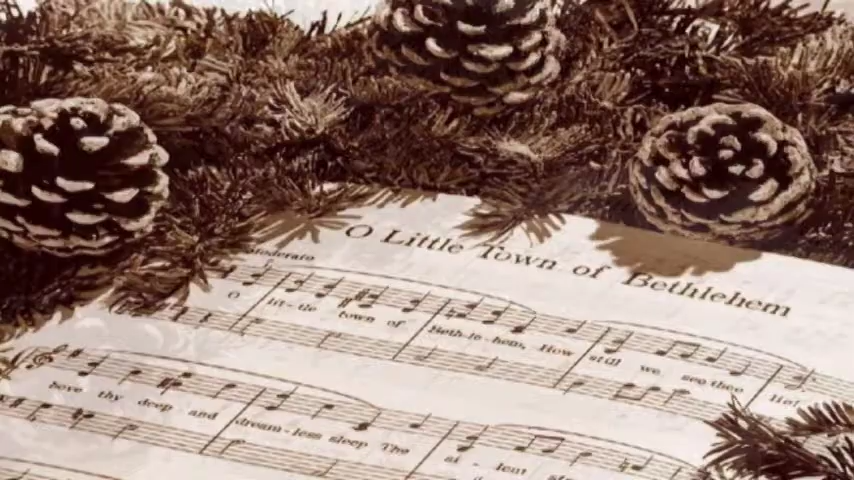 O Little Town of Bethlehem
Moderato
O lit-tle town of Beth-le-hem, How still we see thee lie!
bove thy deep and dream-less sleep The si-lent